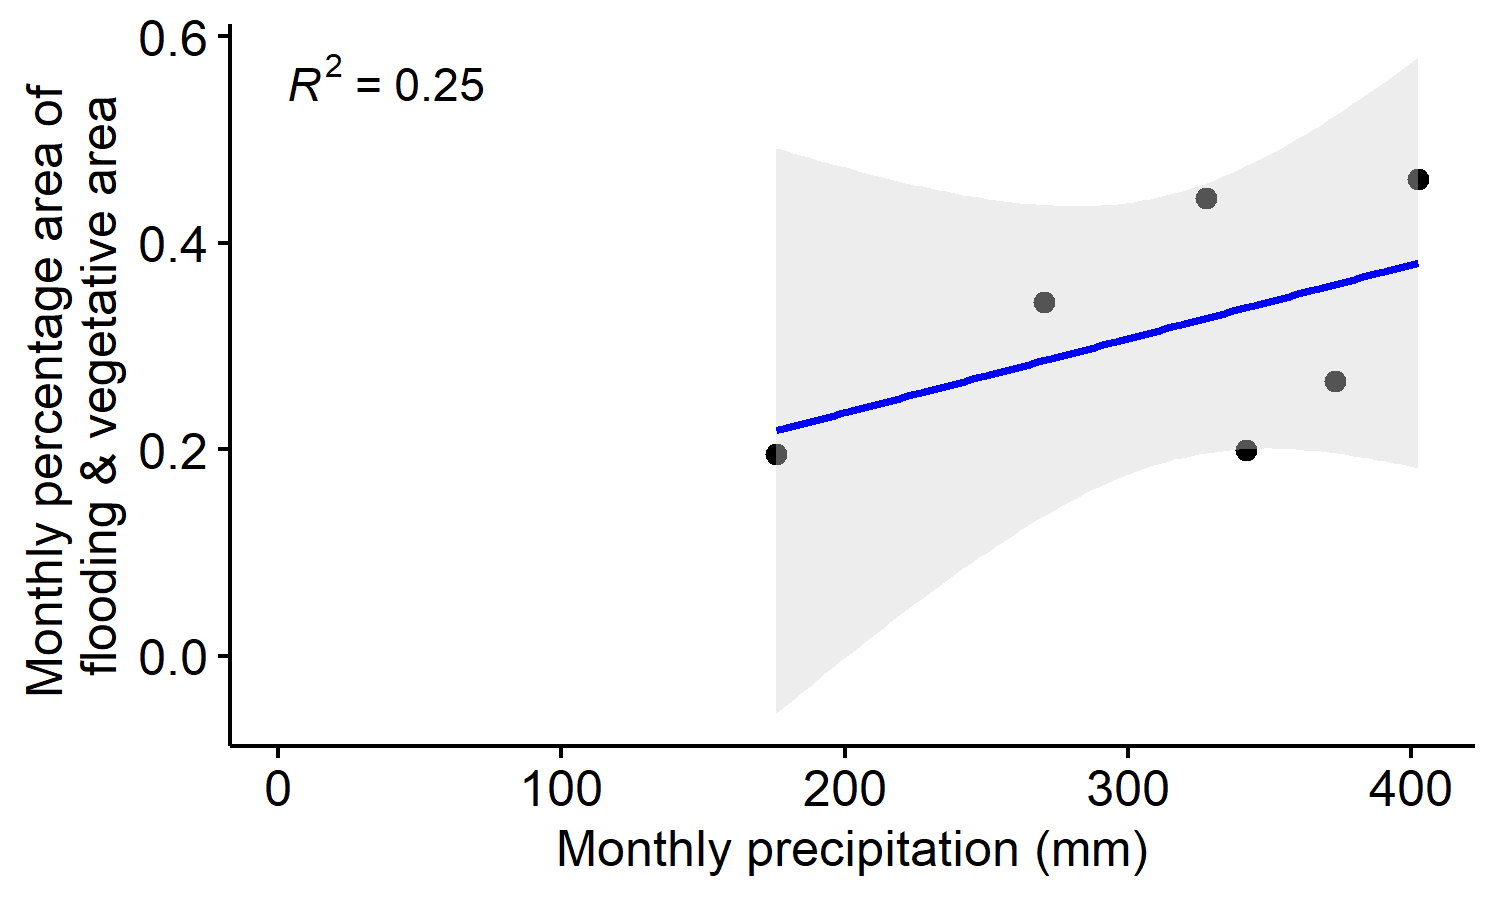 R² = 0.25
Monthly percentage area of
flooding & vegetative area
0.6
0.4
0.2
0.0
0 100 200 300 400
Monthly precipitation (mm)